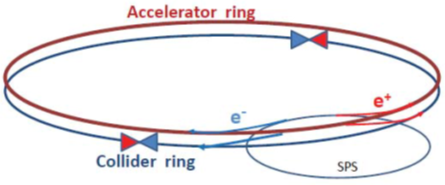 Accelerator ring
e⁺
e⁻
Collider ring
SPS